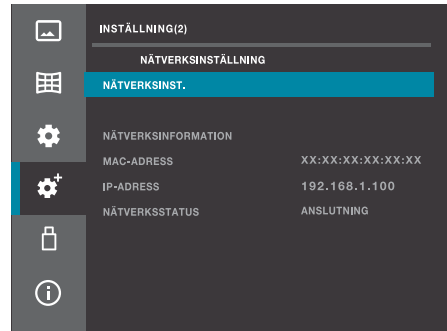 INSTÄLLNING(2)
NÄTVERKSINSTÄLLNING
NÄTVERKSINST.
NÄTVERKSINFORMATION
MAC-ADRESS XX:XX:XX:XX:XX:XX
IP-ADRESS 192.168.1.100
NÄTVERKSSTATUS ANSLUTNING